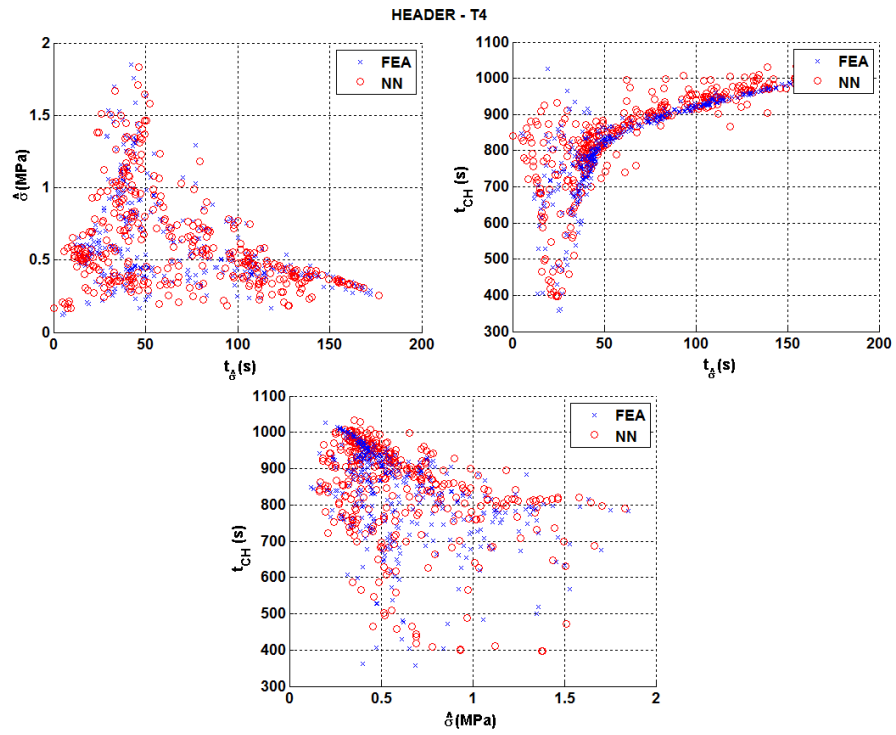 HEADER - T4
2
1.5
1
0.5
0
σ̂ (MPa)
FEA
NN
0 50 100 150 200
t_σ̂ (s)
1100
1000
900
800
700
600
500
400
300
t_CH (s)
FEA
NN
0 50 100 150 200
t_σ̂ (s)
1100
1000
900
800
700
600
500
400
300
t_CH (s)
FEA
NN
0 0.5 1 1.5 2
σ̂ (MPa)